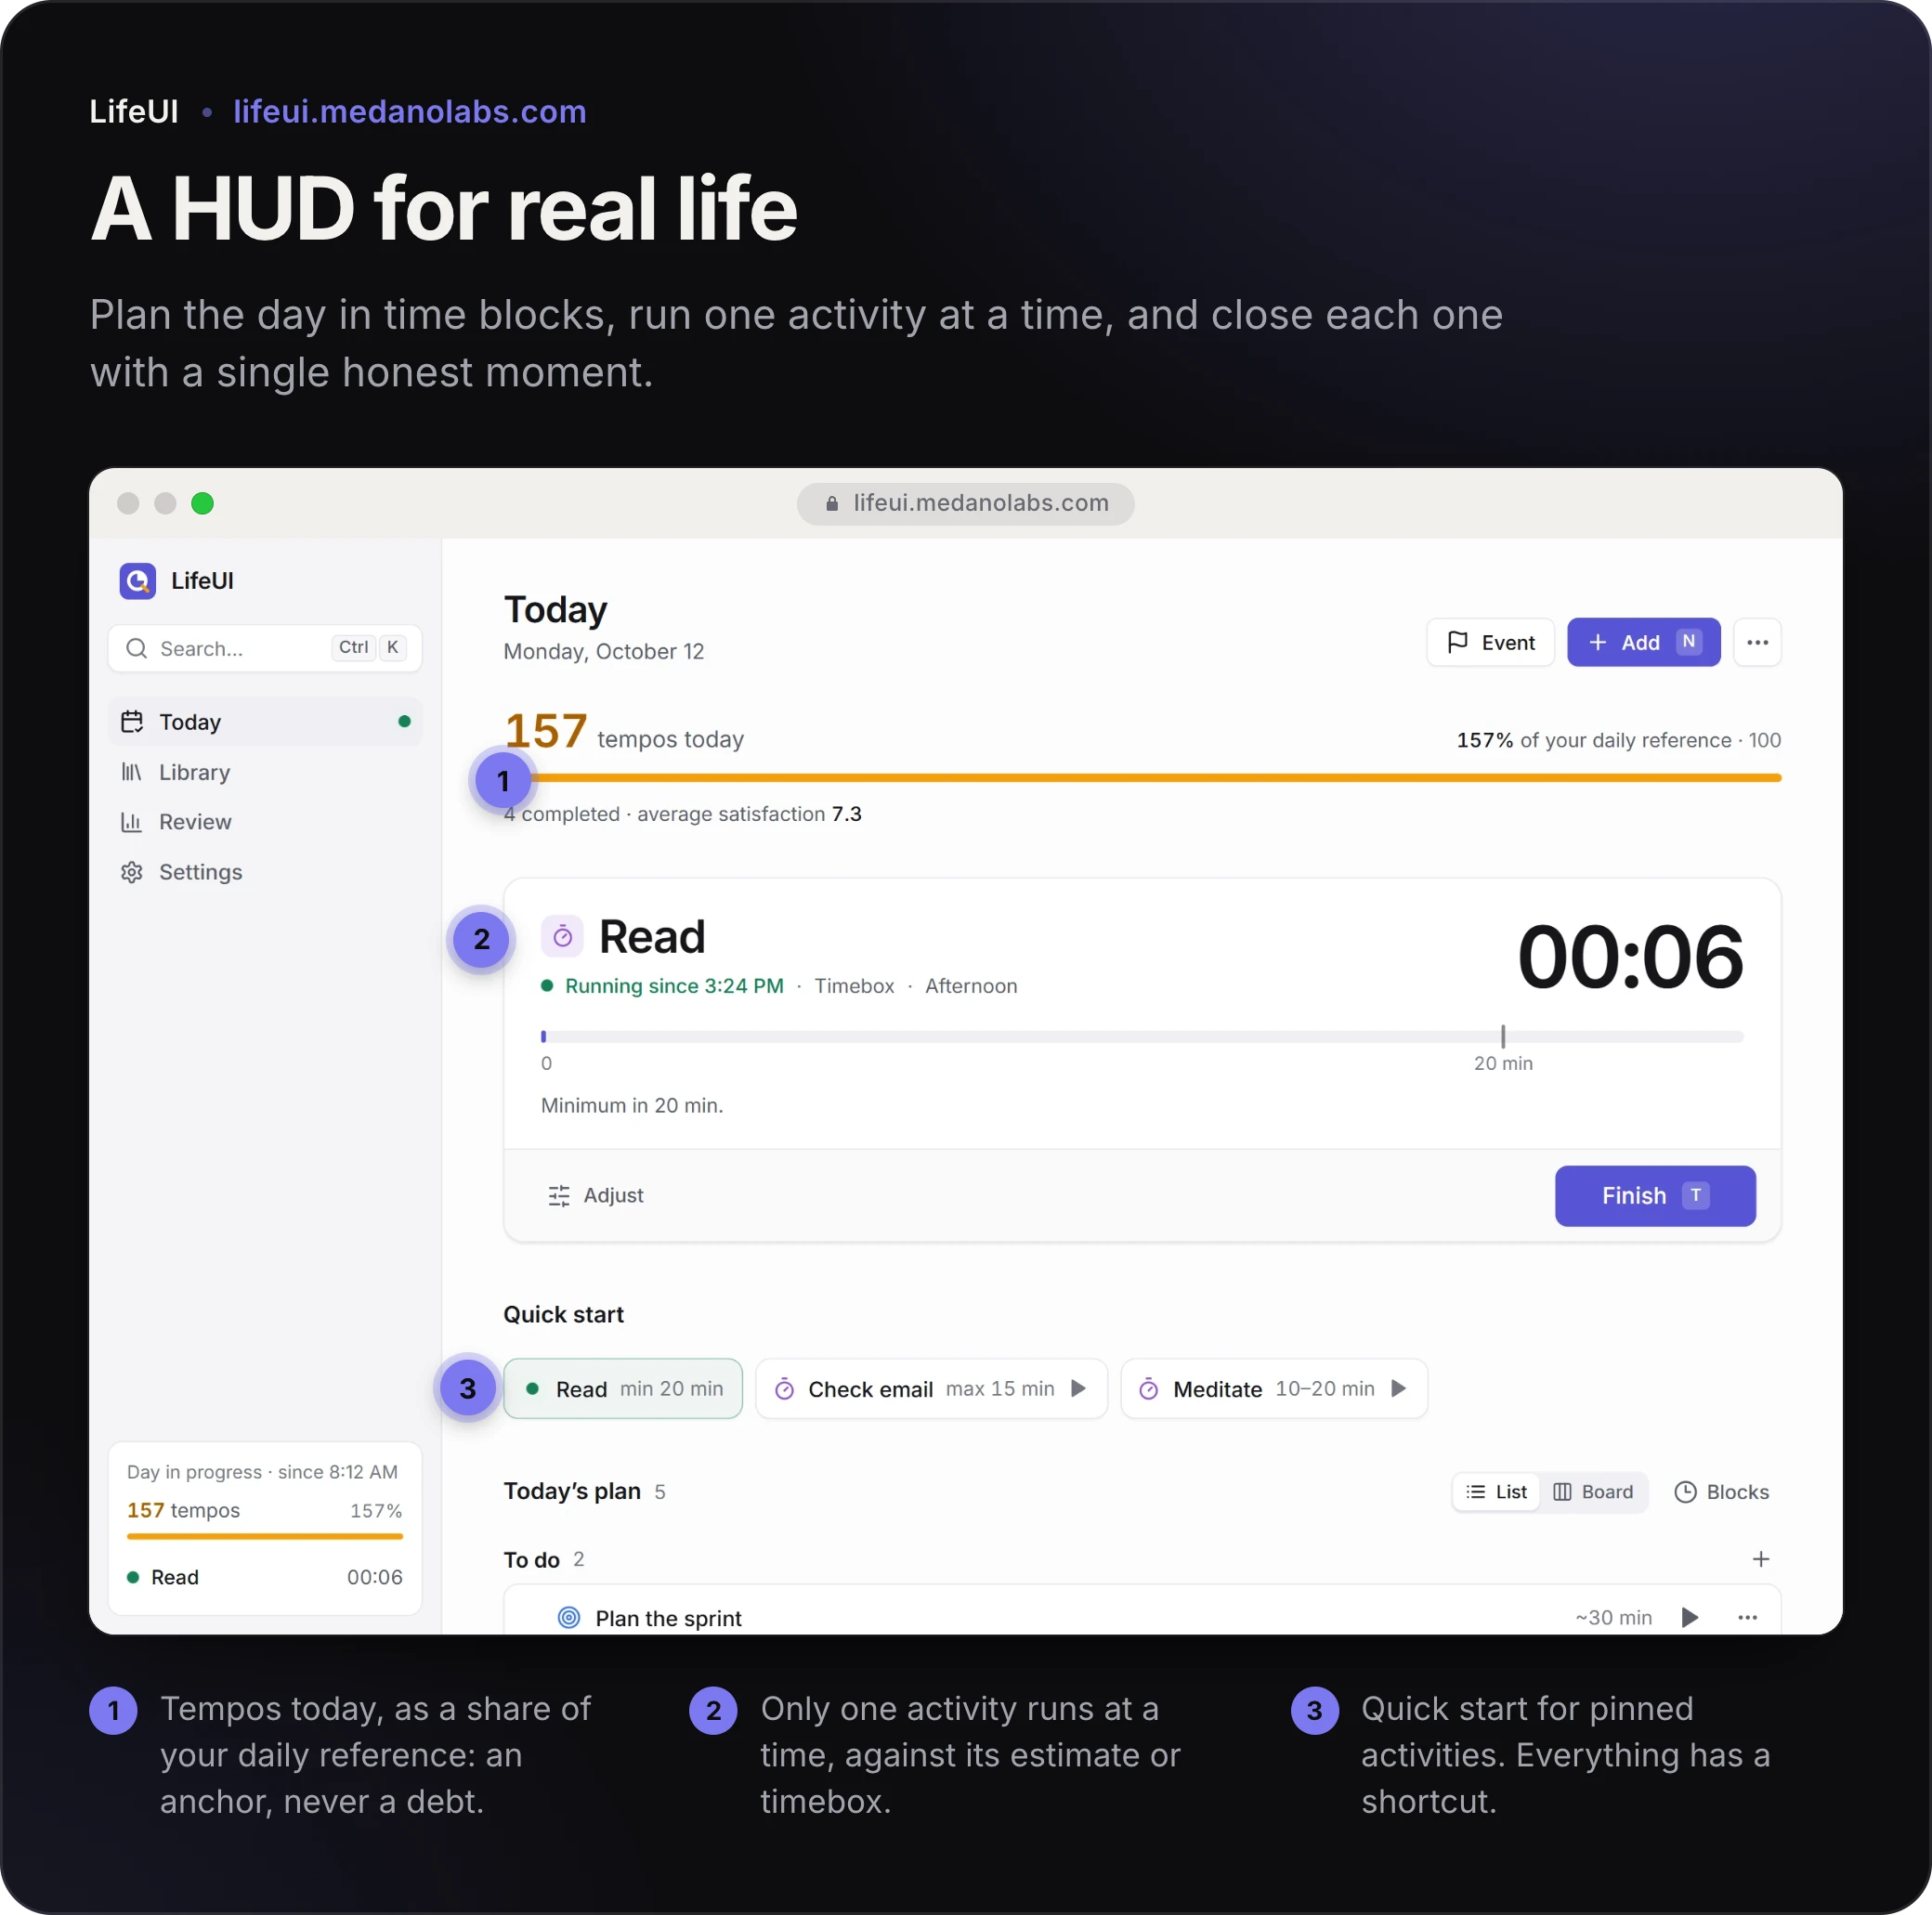 LifeUI • lifeui.medanolabs.com
A HUD for real life
Plan the day in time blocks, run one activity at a time, and close each one
with a single honest moment.
lifeui.medanolabs.com
LifeUI
Search... Ctrl K
Today
Library
Review
Settings
Day in progress · since 8:12 AM
157 tempos 157%
Read 00:06
Today
Monday, October 12
Event
Add N
157 tempos today
157% of your daily reference · 100
1
4 completed · average satisfaction 7.3
2
Read
00:06
Running since 3:24 PM · Timebox · Afternoon
0
20 min
Minimum in 20 min.
Adjust
Finish T
Quick start
3
Read min 20 min
Check email max 15 min
Meditate 10–20 min
Today’s plan 5
List
Board
Blocks
To do 2
Plan the sprint
~30 min
1
Tempos today, as a share of
your daily reference: an
anchor, never a debt.
2
Only one activity runs at a
time, against its estimate or
timebox.
3
Quick start for pinned
activities. Everything has a
shortcut.